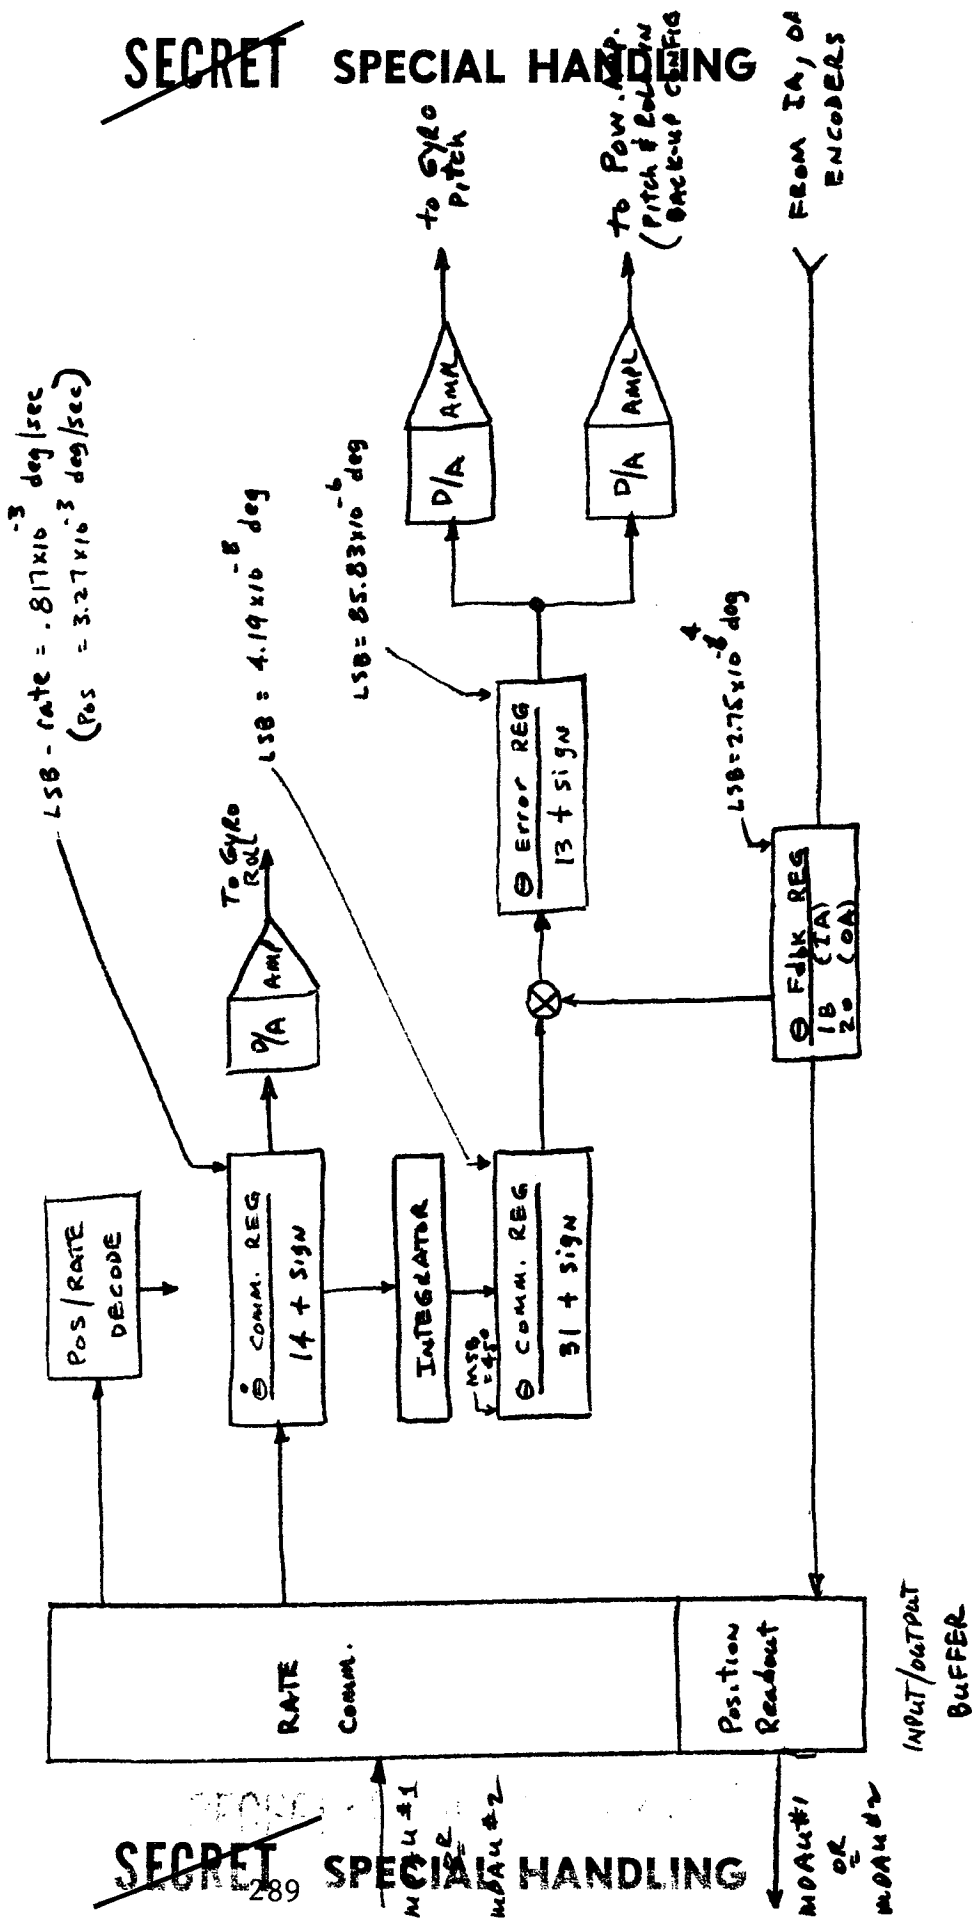 SECRET SPECIAL HANDLING
LSB - rate = .817x10⁻³ deg/sec
(Pos = 3.27x10⁻³ deg/sec)
LSB = 4.19x10⁻⁸ deg
LSB = 85.83x10⁻⁶ deg
LSB = 2.75x10⁻⁴ deg
POS/RATE
DECODE
Θ̇ COMM. REG
14 + SIGN
D/A
AMP
TO GYRO
ROLL
INTEGRATOR
MSB
=45°
Θ COMM. REG
31 + SIGN
Θ Error REG
13 + SIGN
D/A
AMPL
to GYRO
Pitch
D/A
AMPL
to POW. AMP.
(Pitch & Roll IN
BACK-UP CONFIG
Θ Fdbk REG
18 (IA)
20 (OA)
FROM IA, OA
ENCODERS
RATE
COMM.
Position
Readout
INPUT/OUTPUT
BUFFER
MDAU #1
OR
MDAU #2
MDAU #1
OR
MDAU #2
SECRET SPECIAL HANDLING
289